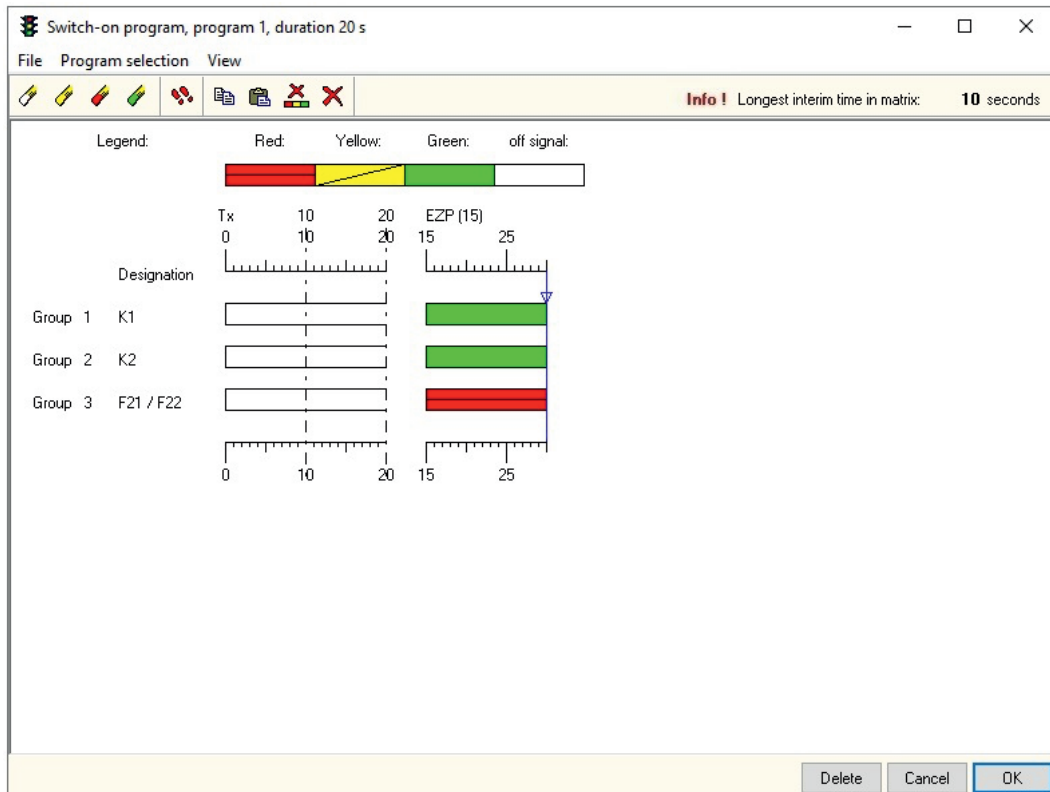 Switch-on program, program 1, duration 20 s
File Program selection View
Info ! Longest interim time in matrix: 10 seconds
Legend: Red: Yellow: Green: off signal:
Tx 10 20 EZP (15)
0 10 20 15 25
Designation
Group 1 K1
Group 2 K2
Group 3 F21 / F22
0 10 20 15 25
Delete Cancel OK